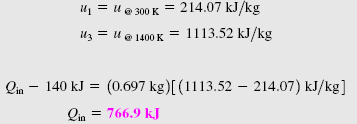 u₁ = u @ 300 K = 214.07 kJ/kg
u₃ = u @ 1400 K = 1113.52 kJ/kg
Qin − 140 kJ = (0.697 kg)[(1113.52 − 214.07) kJ/kg]
Qin = 766.9 kJ